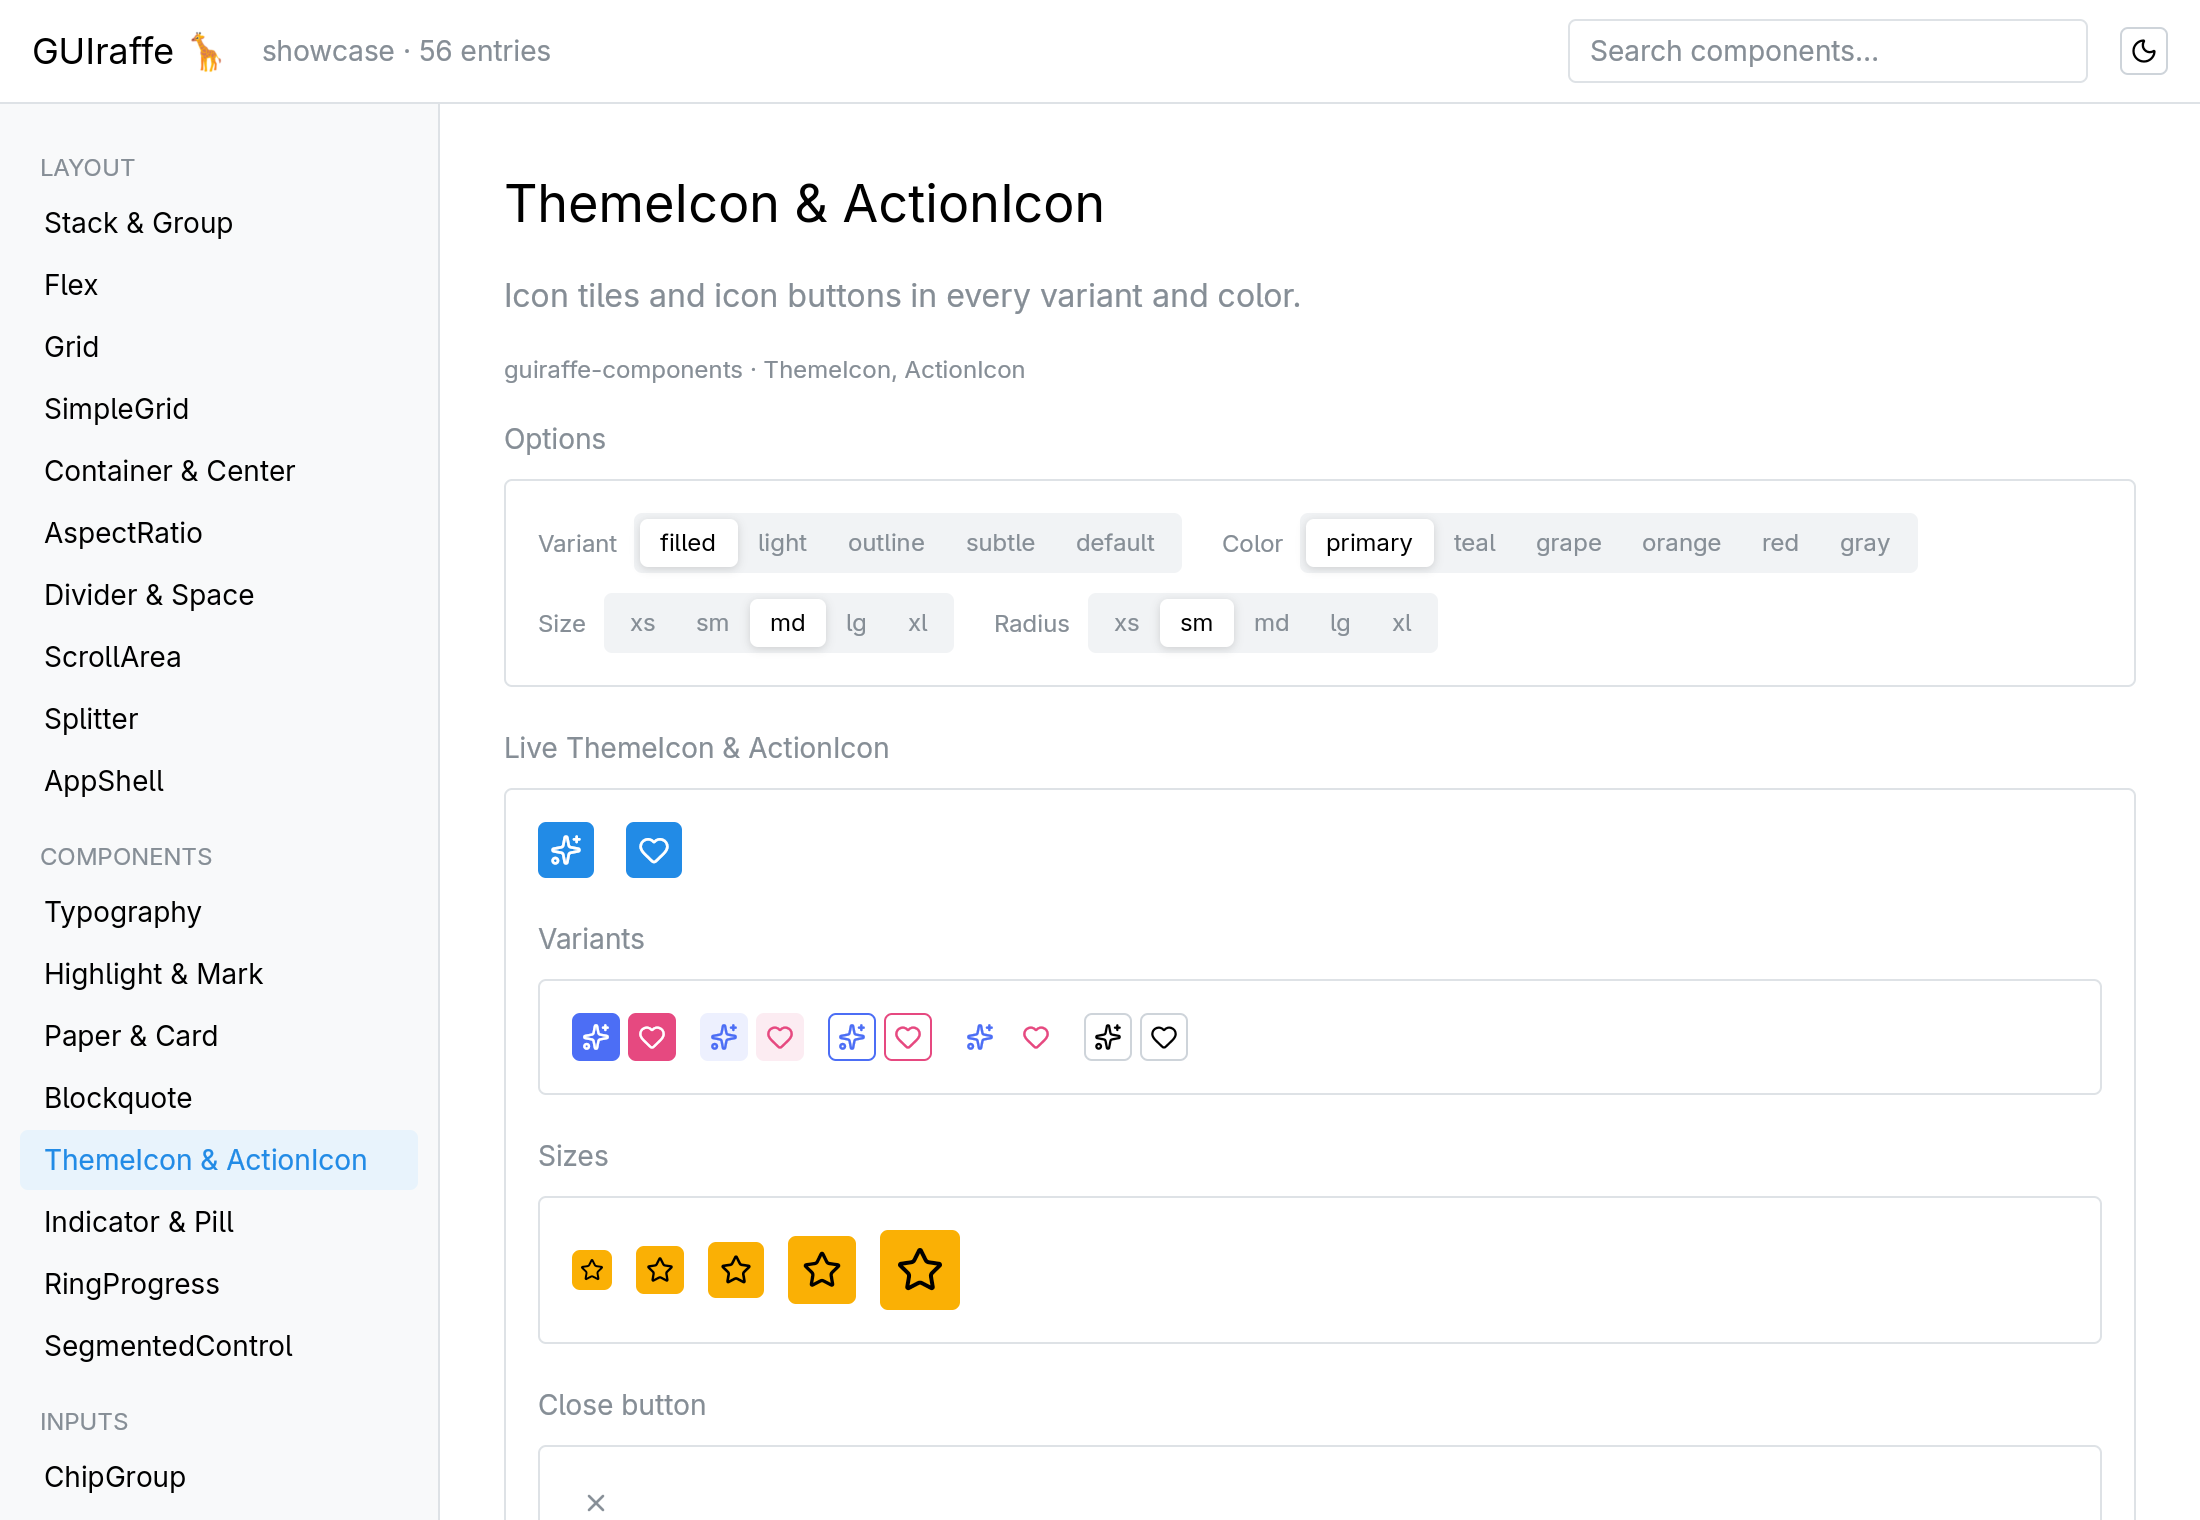 GUIraffe 🦒 showcase · 56 entries
Search components...
LAYOUT
Stack & Group
Flex
Grid
SimpleGrid
Container & Center
AspectRatio
Divider & Space
ScrollArea
Splitter
AppShell
COMPONENTS
Typography
Highlight & Mark
Paper & Card
Blockquote
ThemeIcon & ActionIcon
Indicator & Pill
RingProgress
SegmentedControl
INPUTS
ChipGroup
ThemeIcon & ActionIcon
Icon tiles and icon buttons in every variant and color.
guiraffe-components · ThemeIcon, ActionIcon
Options
Variant filled light outline subtle default Color primary teal grape orange red gray
Size xs sm md lg xl Radius xs sm md lg xl
Live ThemeIcon & ActionIcon
Variants
Sizes
Close button